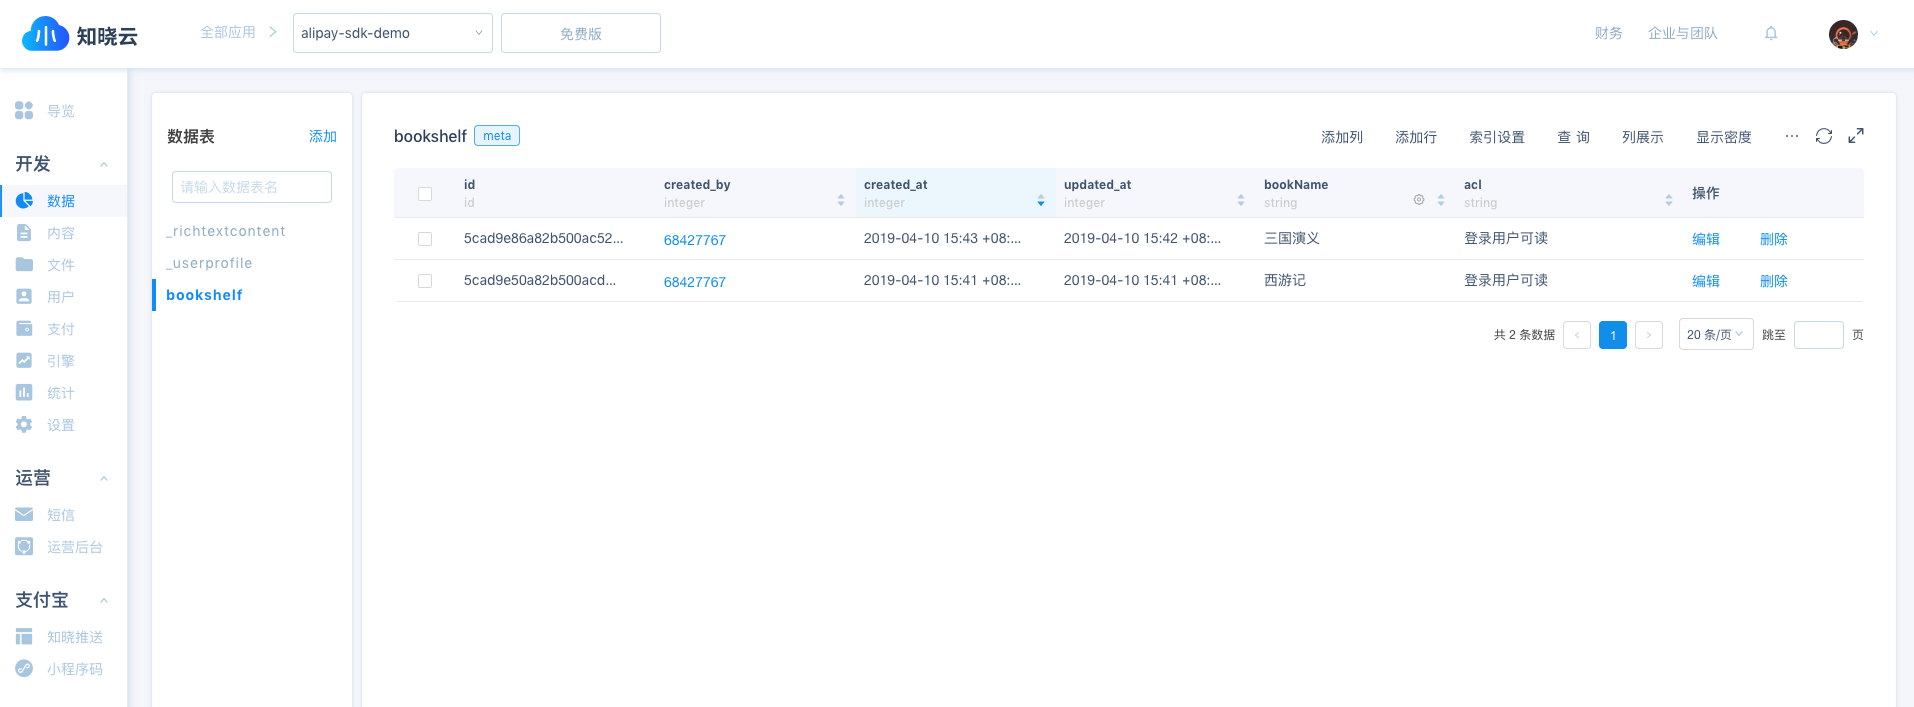 知晓云
全部应用
alipay-sdk-demo
免费版
财务
企业与团队
导览
开发
数据
内容
文件
用户
支付
引擎
统计
设置
运营
短信
运营后台
支付宝
知晓推送
小程序码
数据表 添加
请输入数据表名
_richtextcontent
_userprofile
bookshelf
bookshelf meta
添加列 添加行 索引设置 查 询 列展示 显示密度 ···
id created_by created_at updated_at bookName acl 操作
id integer integer integer string string
5cad9e86a82b500ac52... 68427767 2019-04-10 15:43 +08:... 2019-04-10 15:42 +08:... 三国演义 登录用户可读 编辑 删除
5cad9e50a82b500acd... 68427767 2019-04-10 15:41 +08:... 2019-04-10 15:41 +08:... 西游记 登录用户可读 编辑 删除
共 2 条数据 1 20 条/页 跳至 页